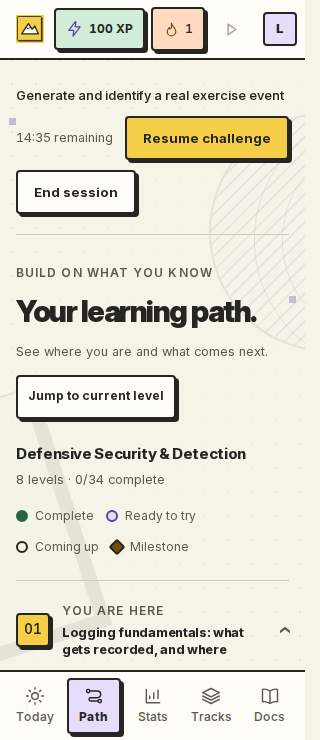 100 XP
1
L
Generate and identify a real exercise event
14:35 remaining
Resume challenge
End session
BUILD ON WHAT YOU KNOW
Your learning path.
See where you are and what comes next.
Jump to current level
Defensive Security & Detection
8 levels · 0/34 complete
Complete
Ready to try
Coming up
Milestone
01
YOU ARE HERE
Logging fundamentals: what
gets recorded, and where
Today
Path
Stats
Tracks
Docs